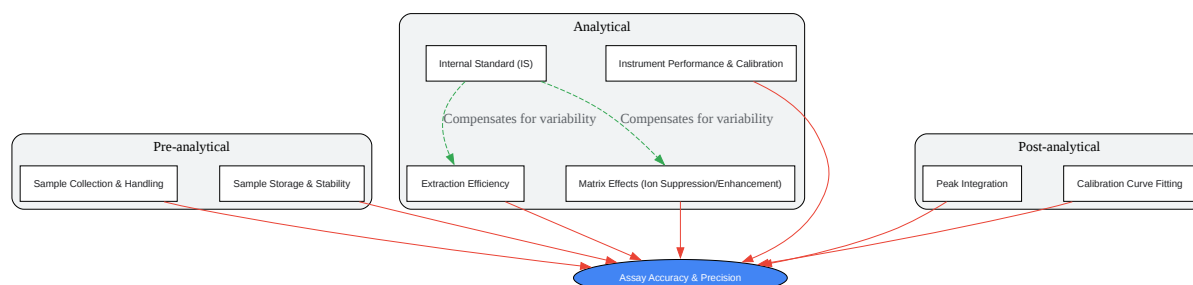 Analytical
Internal Standard (IS)
Instrument Performance & Calibration
Compensates for variability
Compensates for variability
Pre-analytical
Post-analytical
Sample Collection & Handling
Sample Storage & Stability
Extraction Efficiency
Matrix Effects (Ion Suppression/Enhancement)
Peak Integration
Calibration Curve Fitting
Assay Accuracy & Precision